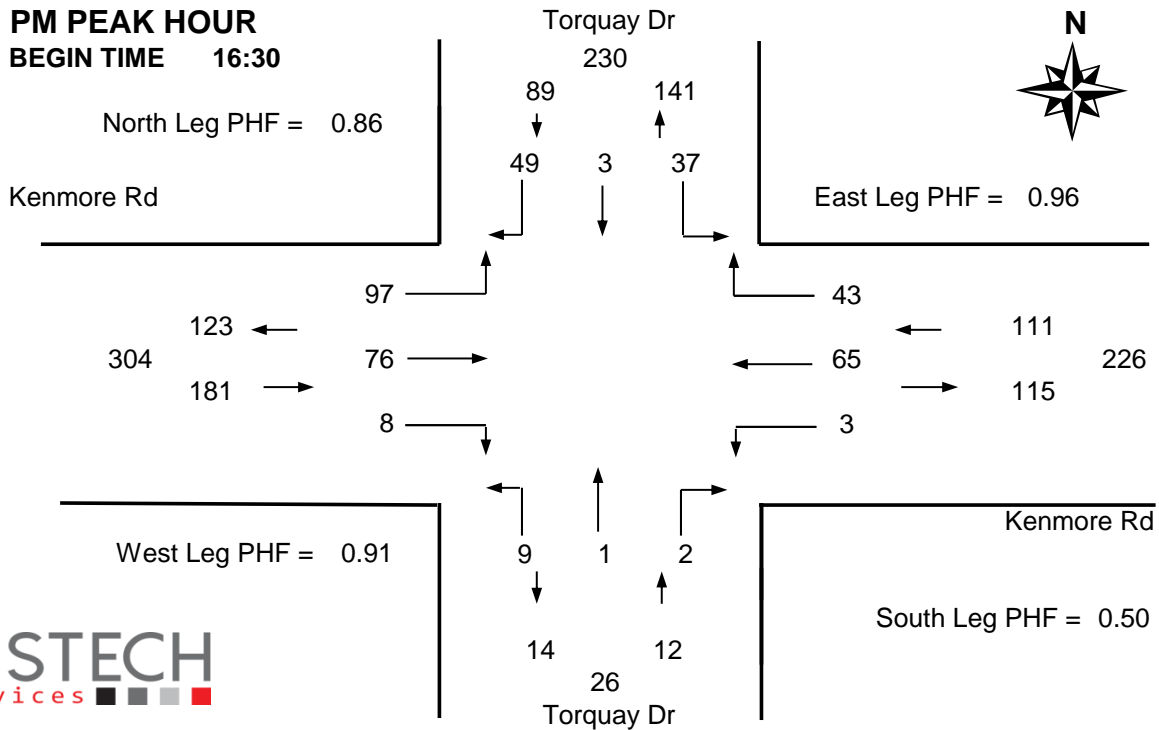 PM PEAK HOUR
BEGIN TIME 16:30
Torquay Dr
230
N
89 141
North Leg PHF = 0.86
49 3 37
Kenmore Rd
East Leg PHF = 0.96
97 43
123 111
304 76 65 226
181 115
8 3
Kenmore Rd
West Leg PHF = 0.91
9 1 2
South Leg PHF = 0.50
14 12
26
Torquay Dr
STECH
vices